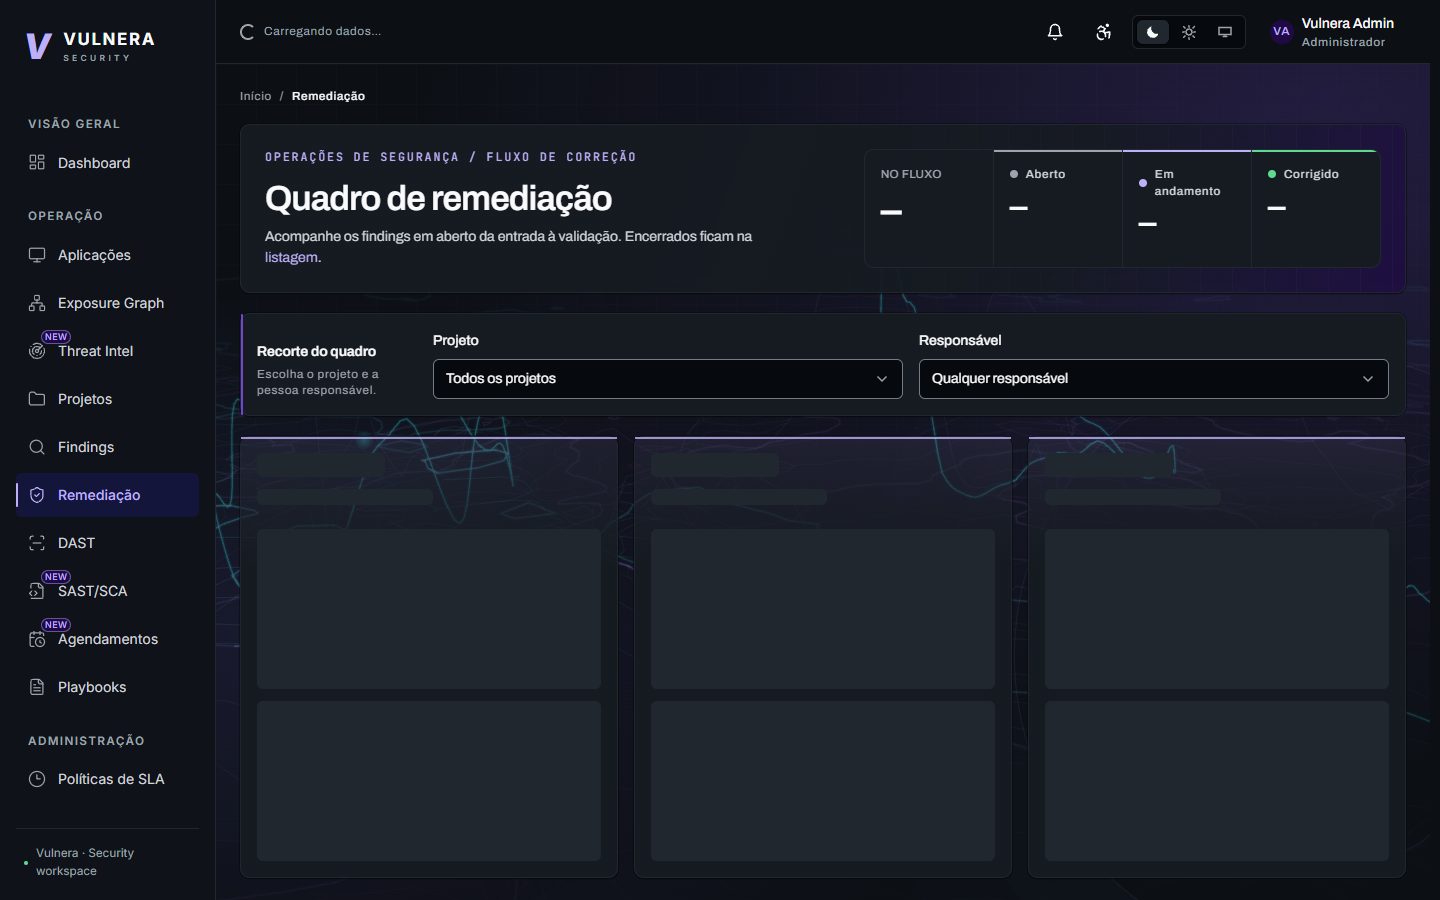 VULNERA
SECURITY
VISÃO GERAL
Dashboard
OPERAÇÃO
Aplicações
Exposure Graph
NEW
Threat Intel
Projetos
Findings
Remediação
DAST
NEW
SAST/SCA
NEW
Agendamentos
Playbooks
ADMINISTRAÇÃO
Políticas de SLA
Vulnera · Security
workspace
Carregando dados...
VA
Vulnera Admin
Administrador
Início / Remediação
OPERAÇÕES DE SEGURANÇA / FLUXO DE CORREÇÃO
Quadro de remediação
Acompanhe os findings em aberto da entrada à validação. Encerrados ficam na
listagem.
NO FLUXO
—
Aberto
—
Em
andamento
—
Corrigido
—
Recorte do quadro
Escolha o projeto e a
pessoa responsável.
Projeto
Todos os projetos
Responsável
Qualquer responsável